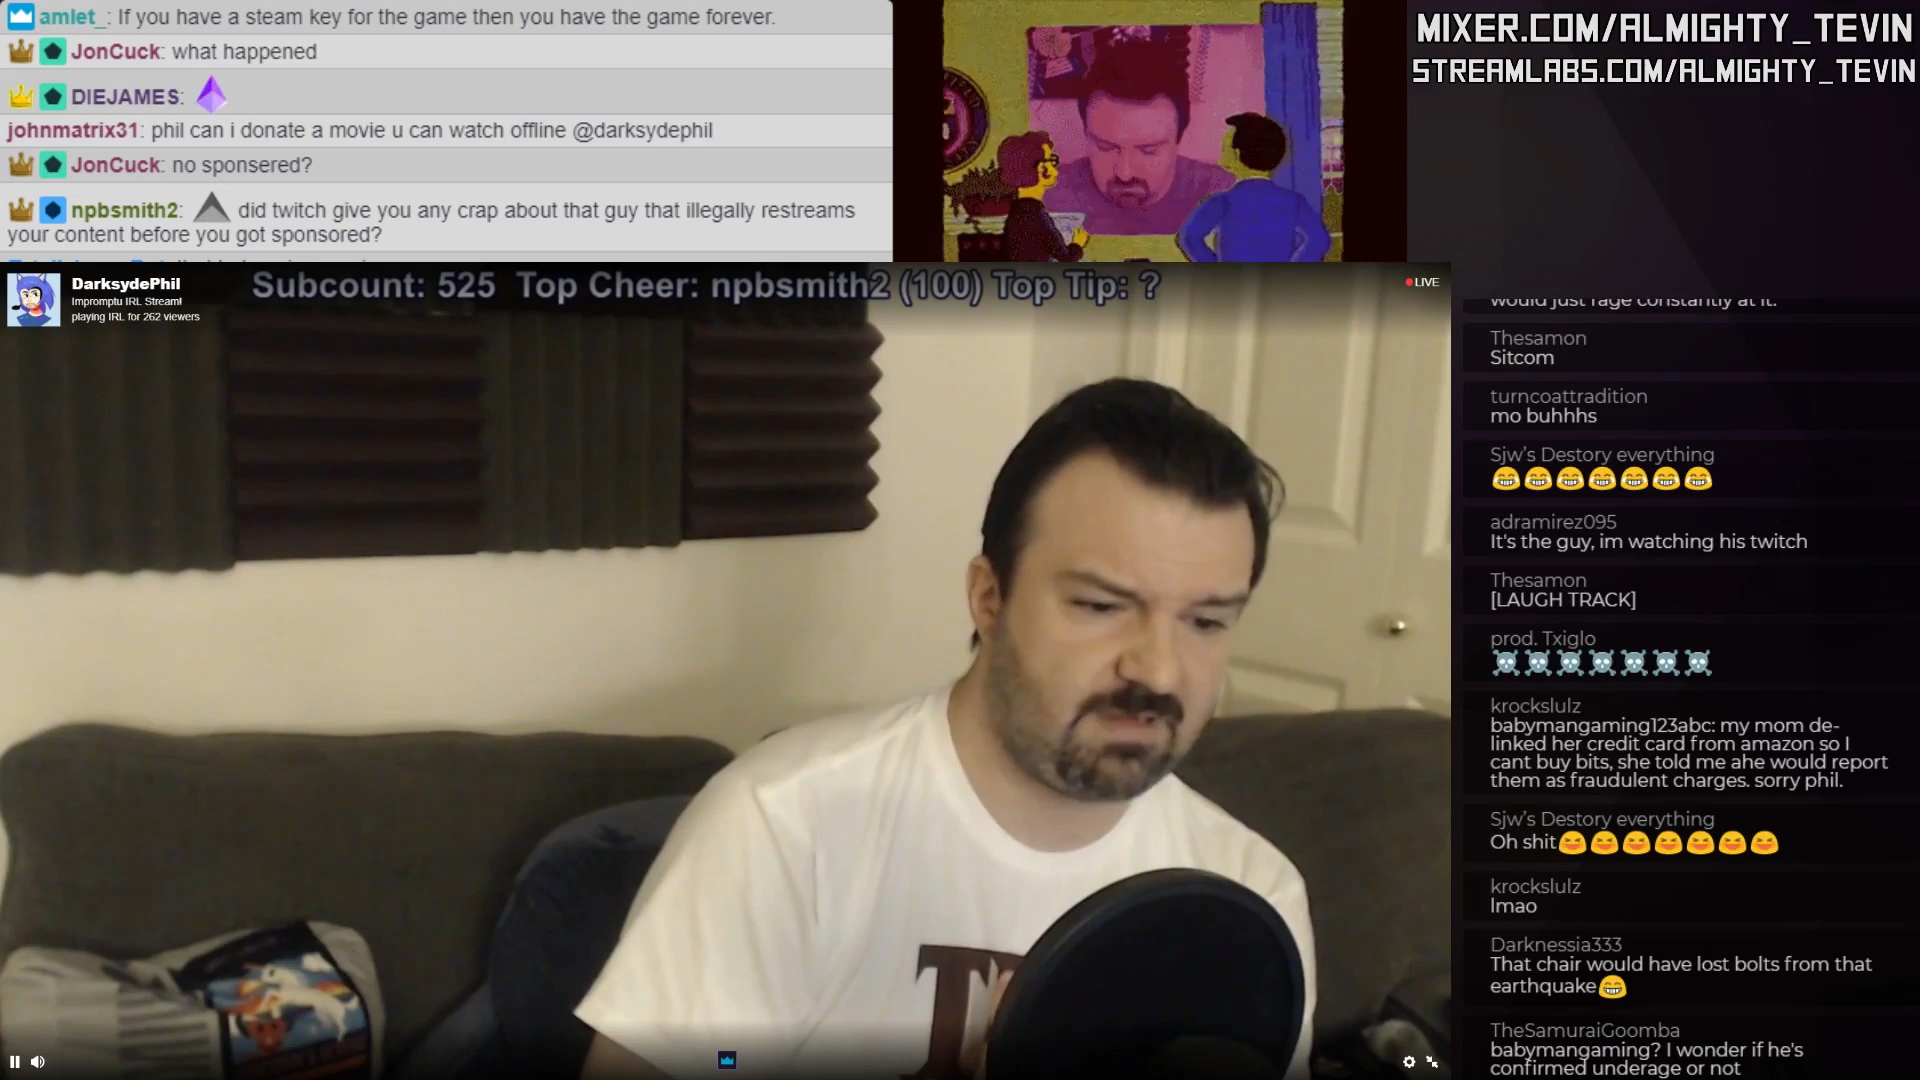 amlet_: If you have a steam key for the game then you have the game forever.
JonCuck: what happened
DIEJAMES:
johnmatrix31: phil can i donate a movie u can watch offline @darksydephil
JonCuck: no sponsered?
npbsmith2: did twitch give you any crap about that guy that illegally restreams
your content before you got sponsored?
MIXER.COM/ALMIGHTY_TEVIN
STREAMLABS.COM/ALMIGHTY_TEVIN
DarksydePhil
Impromptu IRL Stream!
playing IRL for 262 viewers
Subcount: 525 Top Cheer: npbsmith2 (100) Top Tip: ?
LIVE
would just rage constantly at it.
Thesamon
Sitcom
turncoattradition
mo buhhhs
Sjw's Destory everything
😂😂😂😂😂😂😂
adramirez095
It's the guy, im watching his twitch
Thesamon
[LAUGH TRACK]
prod. Txiglo
☠☠☠☠☠☠☠
krockslulz
babymangaming123abc: my mom de-
linked her credit card from amazon so I
cant buy bits, she told me ahe would report
them as fraudulent charges. sorry phil.
Sjw's Destory everything
Oh shit😆😆😆😆😆😆😆
krockslulz
lmao
Darknessia333
That chair would have lost bolts from that
earthquake😁
TheSamuraiGoomba
babymangaming? I wonder if he's
confirmed underage or not